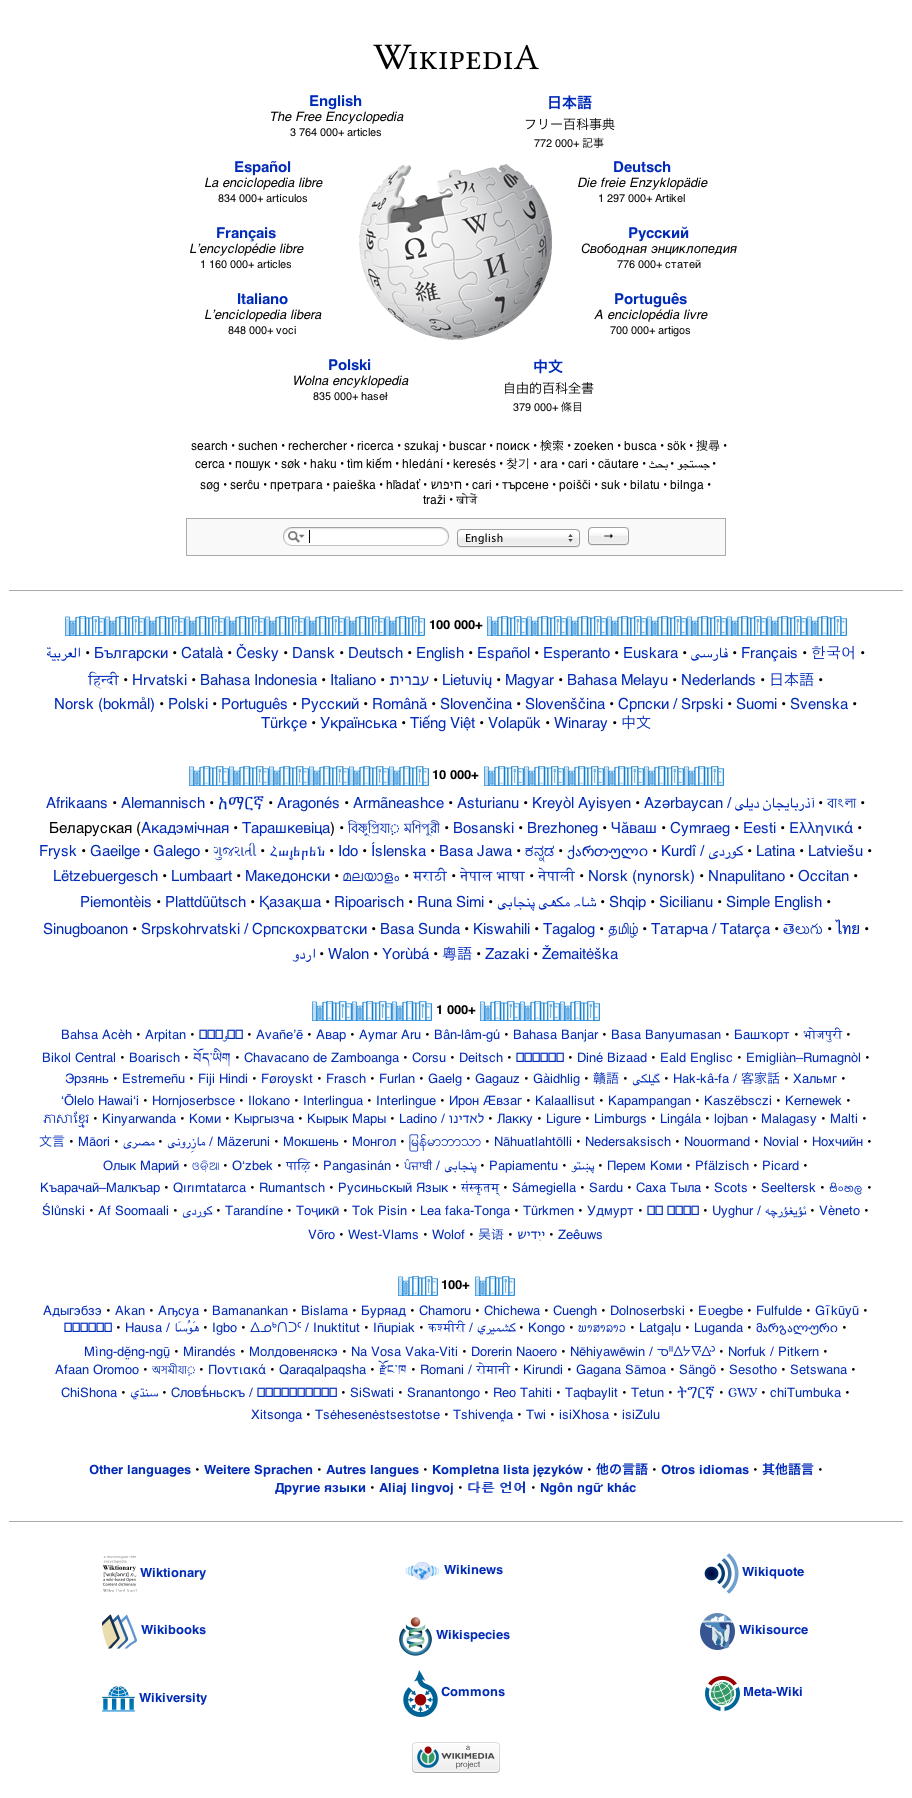 WIKIPEDIA
English 日本語
The Free Encyclopedia フリー百科事典
3 764 000+ articles 772 000+ 記事
Español Deutsch
La enciclopedia libre Die freie Enzyklopädie
834 000+ artículos 1 297 000+ Artikel
Français Русский
L'encyclopédie libre Свободная энциклопедия
1 160 000+ articles 776 000+ статей
Italiano Português
L'enciclopedia libera A enciclopédia livre
848 000+ voci 700 000+ artigos
Polski 中文
Wolna encyklopedia 自由的百科全書
835 000+ haseł 379 000+ 條目
Ω W И 維 ウィ
search • suchen • rechercher • ricerca • szukaj • buscar • поиск • 検索 • zoeken • busca • sök • 搜尋 •
cerca • пошук • søk • haku • tìm kiếm • hledání • keresés • 찾기 • ara • cari • căutare • بحث • جستجو •
søg • serĉu • претрага • paieška • hľadať • חיפוש • cari • търсене • poišči • suk • bilatu • bilnga •
traži • खोजें
English →
100 000+
العربية • Български • Català • Česky • Dansk • Deutsch • English • Español • Esperanto • Euskara • فارسی • Français • 한국어 •
हिन्दी • Hrvatski • Bahasa Indonesia • Italiano • עברית • Lietuvių • Magyar • Bahasa Melayu • Nederlands • 日本語 •
Norsk (bokmål) • Polski • Português • Русский • Română • Slovenčina • Slovenščina • Српски / Srpski • Suomi • Svenska •
Türkçe • Українська • Tiếng Việt • Volapük • Winaray • 中文
10 000+
Afrikaans • Alemannisch • አማርኛ • Aragonés • Armãneashce • Asturianu • Kreyòl Ayisyen • Azərbaycan / آذربايجان ديلی • বাংলা •
Беларуская (Акадэмічная • Тарашкевіца) • বিষ্ণুপ্রিযা় মণিপুরী • Bosanski • Brezhoneg • Чӑваш • Cymraeg • Eesti • Ελληνικά •
Frysk • Gaeilge • Galego • ગુજરાતી • Հայերեն • Ido • Íslenska • Basa Jawa • ಕನ್ನಡ • ქართული • Kurdî / كوردی • Latina • Latviešu •
Lëtzebuergesch • Lumbaart • Македонски • മലയാളം • मराठी • नेपाल भाषा • नेपाली • Norsk (nynorsk) • Nnapulitano • Occitan •
Piemontèis • Plattdüütsch • Қазақша • Ripoarisch • Runa Simi • شاہ مکھی پنجابی • Shqip • Sicilianu • Simple English •
Sinugboanon • Srpskohrvatski / Српскохрватски • Basa Sunda • Kiswahili • Tagalog • தமிழ் • Татарча / Tatarça • తెలుగు • ไทย •
اردو • Walon • Yorùbá • 粵語 • Zazaki • Žemaitėška
1 000+
Bahsa Acèh • Arpitan • Avañe'ẽ • Авар • Aymar Aru • Bân-lâm-gú • Bahasa Banjar • Basa Banyumasan • Башҡорт • भोजपुरी •
Bikol Central • Boarisch • བོད་ཡིག • Chavacano de Zamboanga • Corsu • Deitsch • Diné Bizaad • Eald Englisc • Emigliàn–Rumagnòl •
Эрзянь • Estremeñu • Fiji Hindi • Føroyskt • Frasch • Furlan • Gaelg • Gagauz • Gàidhlig • 贛語 • گیلکی • Hak-kâ-fa / 客家話 • Хальмг •
ʻŌlelo Hawaiʻi • Hornjoserbsce • Ilokano • Interlingua • Interlingue • Ирон Æвзаг • Kalaallisut • Kapampangan • Kaszëbsczi • Kernewek •
ភាសាខ្មែរ • Kinyarwanda • Коми • Кыргызча • Кырык Мары • Ladino / לאדינו • Лакку • Ligure • Limburgs • Lingála • lojban • Malagasy • Malti •
文言 • Māori • مصرى • مازِرونی / Mäzeruni • Мокшень • Монгол • မြန်မာဘာသာ • Nāhuatlahtōlli • Nedersaksisch • Nouormand • Novial • Нохчийн •
Олык Марий • ଓଡ଼ିଆ • O‘zbek • पाऴि • Pangasinán • ਪੰਜਾਬੀ / پنجابی • Papiamentu • پښتو • Перем Коми • Pfälzisch • Picard •
Къарачай–Малкъар • Qırımtatarca • Rumantsch • Русиньскый Язык • संस्कृतम् • Sámegiella • Sardu • Саха Тыла • Scots • Seeltersk • සිංහල •
Ślůnski • Af Soomaali • كوردی • Tarandíne • Тоҷикӣ • Tok Pisin • Lea faka-Tonga • Türkmen • Удмурт • Uyghur / ئۇيغۇرچه • Vèneto •
Võro • West-Vlams • Wolof • 吴语 • ייִדיש • Zeêuws
100+
Адыгэбзэ • Akan • Аҧсуа • Bamanankan • Bislama • Буряад • Chamoru • Chichewa • Cuengh • Dolnoserbski • Eʋegbe • Fulfulde • Gĩkũyũ •
Hausa / هَوُسَا • Igbo • ᐃᓄᒃᑎᑐᑦ / Inuktitut • Iñupiak • कश्मीरी / كشميري • Kongo • ພາສາລາວ • Latgaļu • Luganda • მარგალური •
Mìng-dĕ̤ng-ngṳ̄ • Mirandés • Молдовеняскэ • Na Vosa Vaka-Viti • Dorerin Naoero • Nēhiyawēwin / ᓀᐦᐃᔭᐍᐏᐣ • Norfuk / Pitkern •
Afaan Oromoo • অসমীযা় • Ποντιακά • Qaraqalpaqsha • རྫོང་ཁ • Romani / रोमानी • Kirundi • Gagana Sāmoa • Sängö • Sesotho • Setswana •
ChiShona • سنڌي • Словѣ́ньскъ / • SiSwati • Sranantongo • Reo Tahiti • Taqbaylit • Tetun • ትግርኛ • ᏣᎳᎩ • chiTumbuka •
Xitsonga • Tsėhesenėstsestotse • Tshivenḓa • Twi • isiXhosa • isiZulu
Other languages • Weitere Sprachen • Autres langues • Kompletna lista języków • 他の言語 • Otros idiomas • 其他語言 •
Другие языки • Aliaj lingvoj • 다른 언어 • Ngôn ngữ khác
Wiktionary Wikinews Wikiquote
Wikibooks Wikispecies Wikisource
Wikiversity Commons Meta-Wiki
a
WIKIMEDIA
project